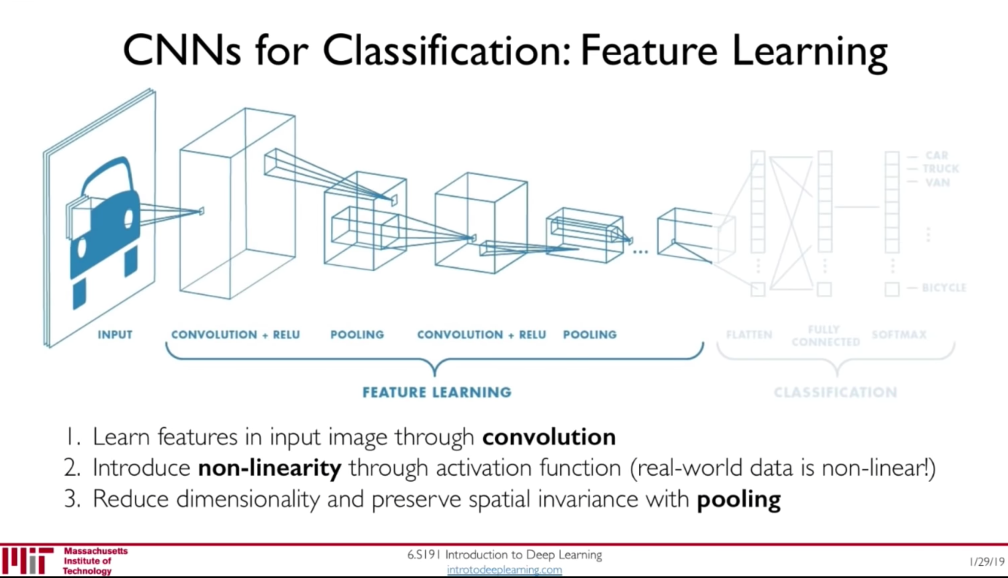 CNNs for Classification: Feature Learning
CAR
TRUCK
VAN
BICYCLE
INPUT
CONVOLUTION + RELU
POOLING
CONVOLUTION + RELU
POOLING
...
FLATTEN
FULLY
CONNECTED
SOFTMAX
FEATURE LEARNING
CLASSIFICATION
1. Learn features in input image through convolution
2. Introduce non-linearity through activation function (real-world data is non-linear!)
3. Reduce dimensionality and preserve spatial invariance with pooling
MIT
Massachusetts
Institute of
Technology
6.S191 Introduction to Deep Learning
introtodeeplearning.com
1/29/19